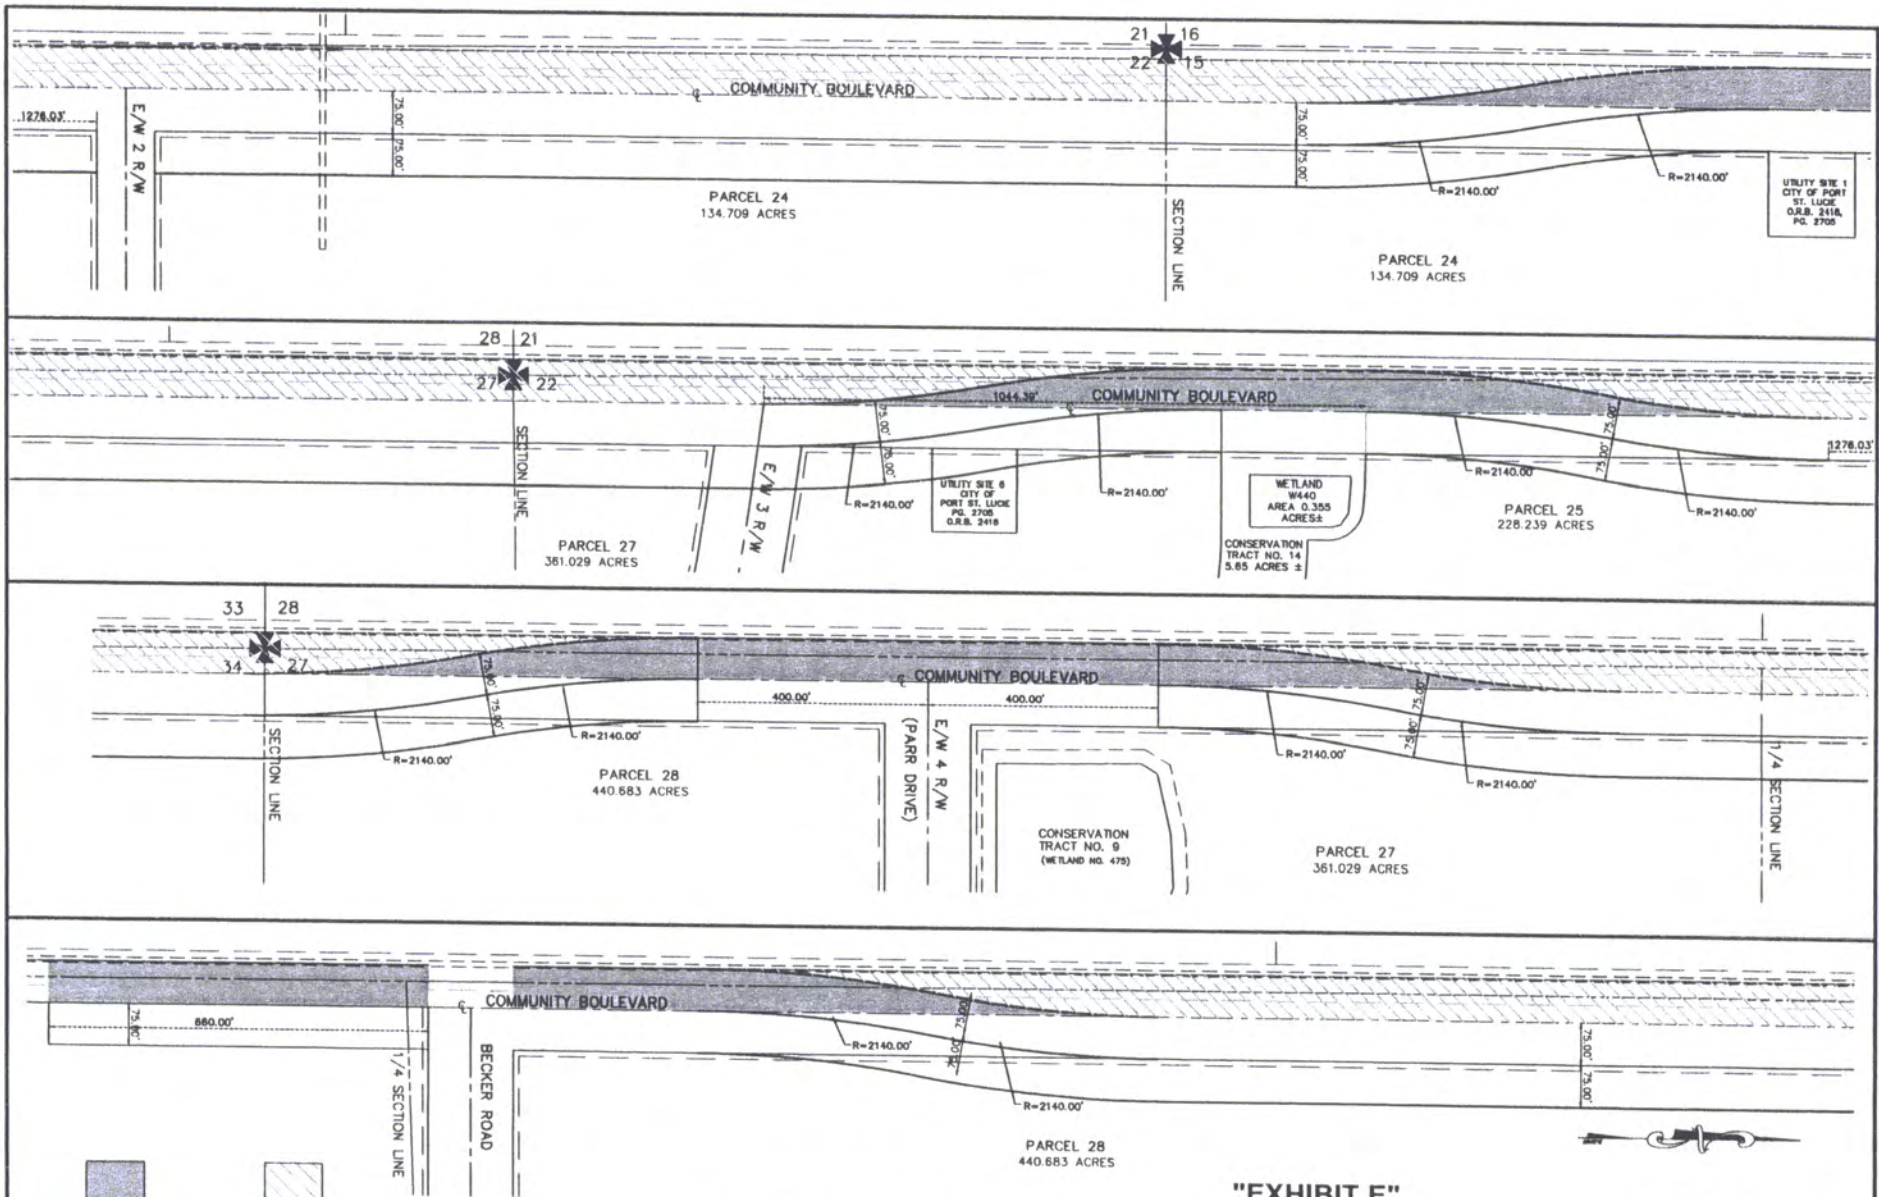 21 16
22 15
COMMUNITY BOULEVARD
1276.03'
E/W 2 R/W
75.00'
75.00'
75.00'
75.00'
R=2140.00'
R=2140.00'
PARCEL 24
134.709 ACRES
SECTION LINE
UTILITY SITE 1
CITY OF PORT
ST. LUCIE
O.R.B. 2418,
PG. 2705
PARCEL 24
134.709 ACRES
28 21
27 22
1044.39'
COMMUNITY BOULEVARD
75.00'
75.00'
75.00'
75.00'
1276.03'
SECTION LINE
E/W 3 R/W
R=2140.00'
UTILITY SITE 6
CITY OF
PORT ST. LUCIE
PG. 2705
O.R.B. 2418
R=2140.00'
WETLAND
W440
AREA 0.355
ACRES±
R=2140.00'
R=2140.00'
PARCEL 25
228.239 ACRES
PARCEL 27
361.029 ACRES
CONSERVATION
TRACT NO. 14
5.65 ACRES ±
33 28
34 27
COMMUNITY BOULEVARD
75.00'
75.00'
400.00'
400.00'
75.00'
75.00'
SECTION LINE
R=2140.00'
R=2140.00'
E/W 4 R/W
(PARR DRIVE)
R=2140.00'
R=2140.00'
PARCEL 28
440.683 ACRES
CONSERVATION
TRACT NO. 9
(WETLAND NO. 475)
PARCEL 27
361.029 ACRES
1/4 SECTION LINE
COMMUNITY BOULEVARD
75.00'
660.00'
75.00'
75.00'
75.00'
75.00'
1/4 SECTION LINE
BECKER ROAD
R=2140.00'
R=2140.00'
PARCEL 28
440.683 ACRES
"EXHIBIT E"